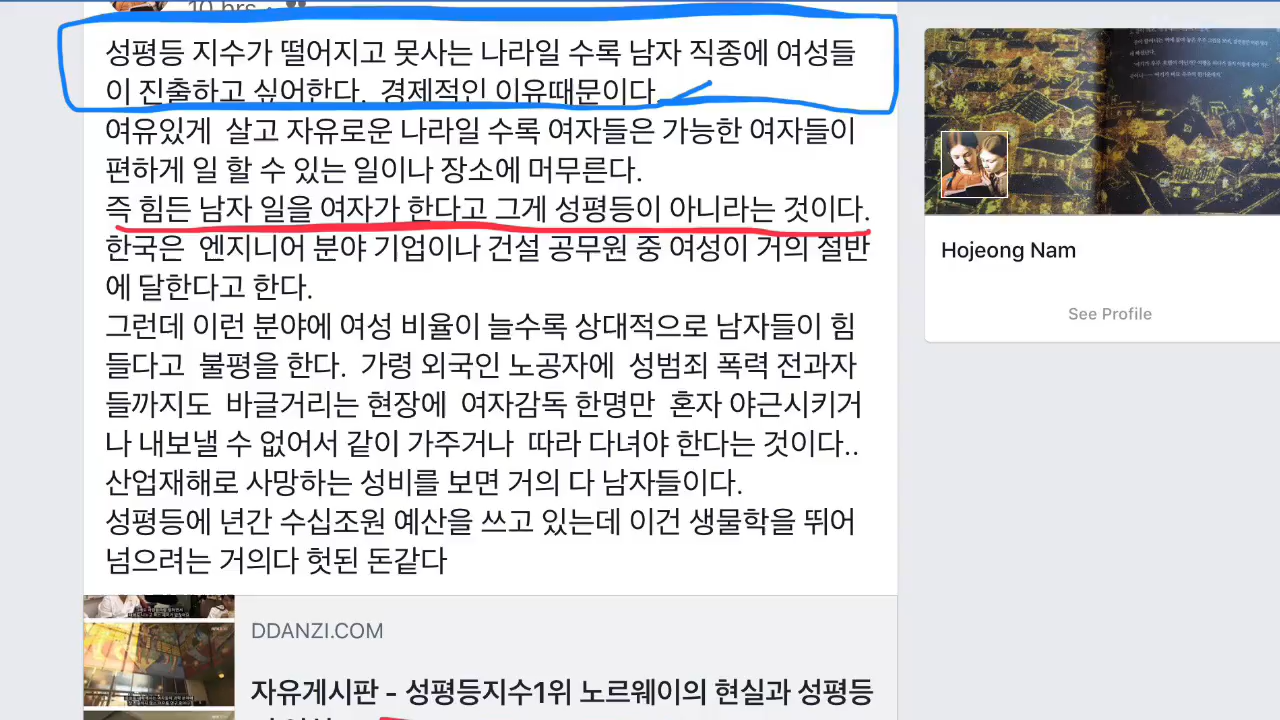 10 hrs
성평등 지수가 떨어지고 못사는 나라일 수록 남자 직종에 여성들
이 진출하고 싶어한다. 경제적인 이유때문이다
여유있게 살고 자유로운 나라일 수록 여자들은 가능한 여자들이
편하게 일 할 수 있는 일이나 장소에 머무른다.
즉 힘든 남자 일을 여자가 한다고 그게 성평등이 아니라는 것이다.
한국은 엔지니어 분야 기업이나 건설 공무원 중 여성이 거의 절반
에 달한다고 한다.
그런데 이런 분야에 여성 비율이 늘수록 상대적으로 남자들이 힘
들다고 불평을 한다. 가령 외국인 노공자에 성범죄 폭력 전과자
들까지도 바글거리는 현장에 여자감독 한명만 혼자 야근시키거
나 내보낼 수 없어서 같이 가주거나 따라 다녀야 한다는 것이다..
산업재해로 사망하는 성비를 보면 거의 다 남자들이다.
성평등에 년간 수십조원 예산을 쓰고 있는데 이건 생물학을 뛰어
넘으려는 거의다 헛된 돈같다
DDANZI.COM
자유게시판 - 성평등지수1위 노르웨이의 현실과 성평등
Hojeong Nam
See Profile